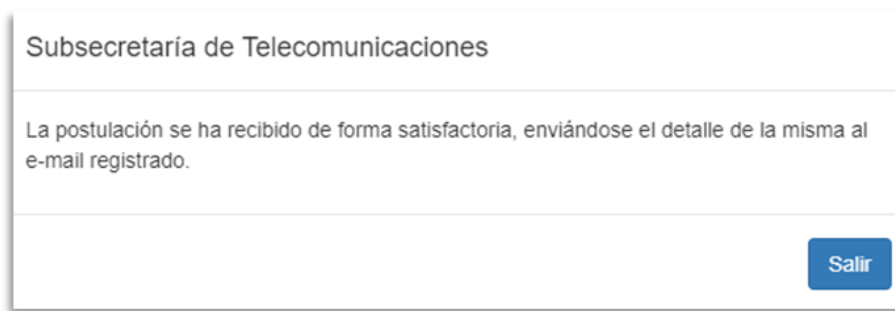 Subsecretaría de Telecomunicaciones
La postulación se ha recibido de forma satisfactoria, enviándose el detalle de la misma al
e-mail registrado.
Salir